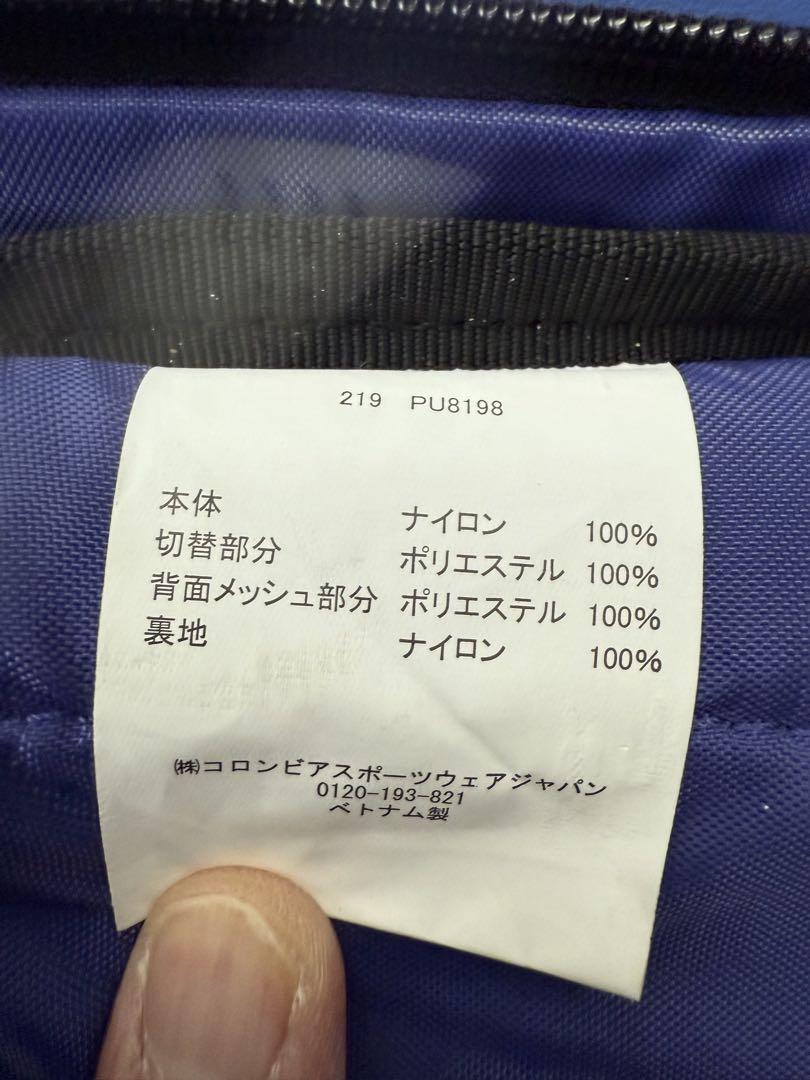 219 PU8198
本体 ナイロン 100%
切替部分 ポリエステル 100%
背面メッシュ部分 ポリエステル 100%
裏地 ナイロン 100%
㈱コロンビアスポーツウェアジャパン
0120-193-821
ベトナム製